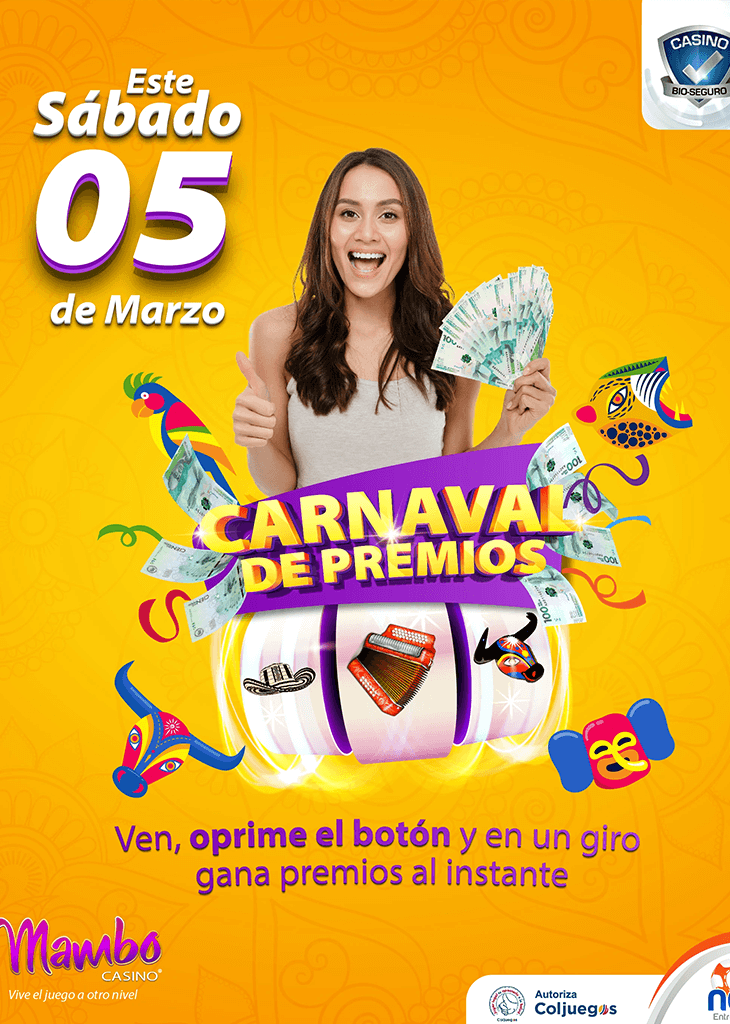 CASINO
BIO-SEGURO
Este
Sábado
05
de Marzo
CARNAVAL
DE PREMIOS
Ven, oprime el botón y en un giro
gana premios al instante
Mambo
CASINO®
Vive el juego a otro nivel
Autoriza
Coljuegos
Coljuegos